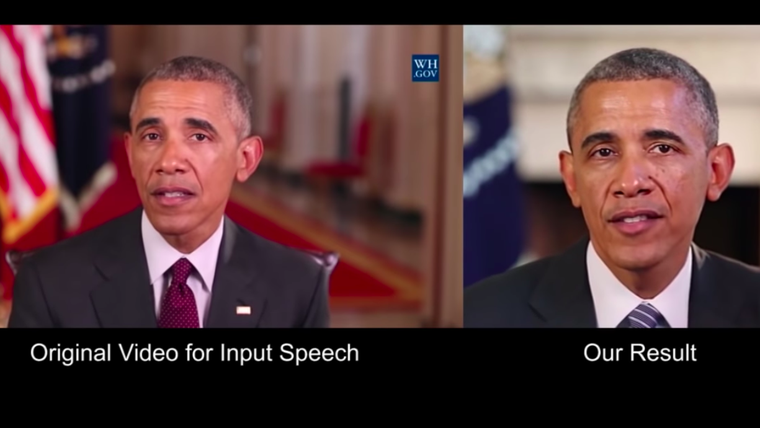 WH
.GOV
Original Video for Input Speech
Our Result